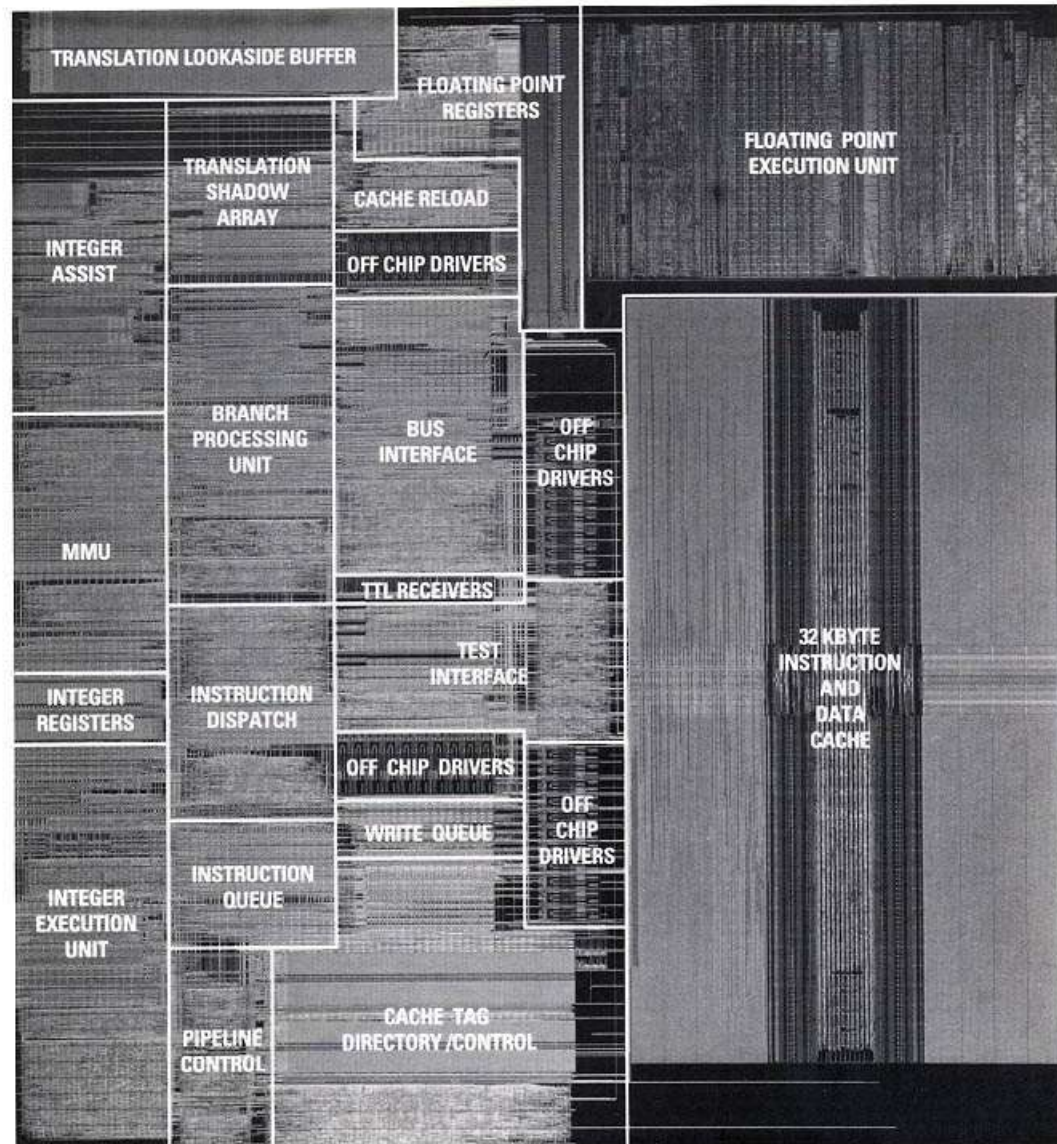 TRANSLATION LOOKASIDE BUFFER
FLOATING POINT
REGISTERS
FLOATING POINT
EXECUTION UNIT
TRANSLATION
SHADOW
ARRAY
CACHE RELOAD
INTEGER
ASSIST
OFF CHIP DRIVERS
BRANCH
PROCESSING
UNIT
BUS
INTERFACE
OFF
CHIP
DRIVERS
MMU
TTL RECEIVERS
TEST
INTERFACE
32 KBYTE
INSTRUCTION
AND
DATA
CACHE
INTEGER
REGISTERS
INSTRUCTION
DISPATCH
OFF CHIP DRIVERS
OFF
CHIP
DRIVERS
WRITE QUEUE
INSTRUCTION
QUEUE
INTEGER
EXECUTION
UNIT
PIPELINE
CONTROL
CACHE TAG
DIRECTORY/CONTROL